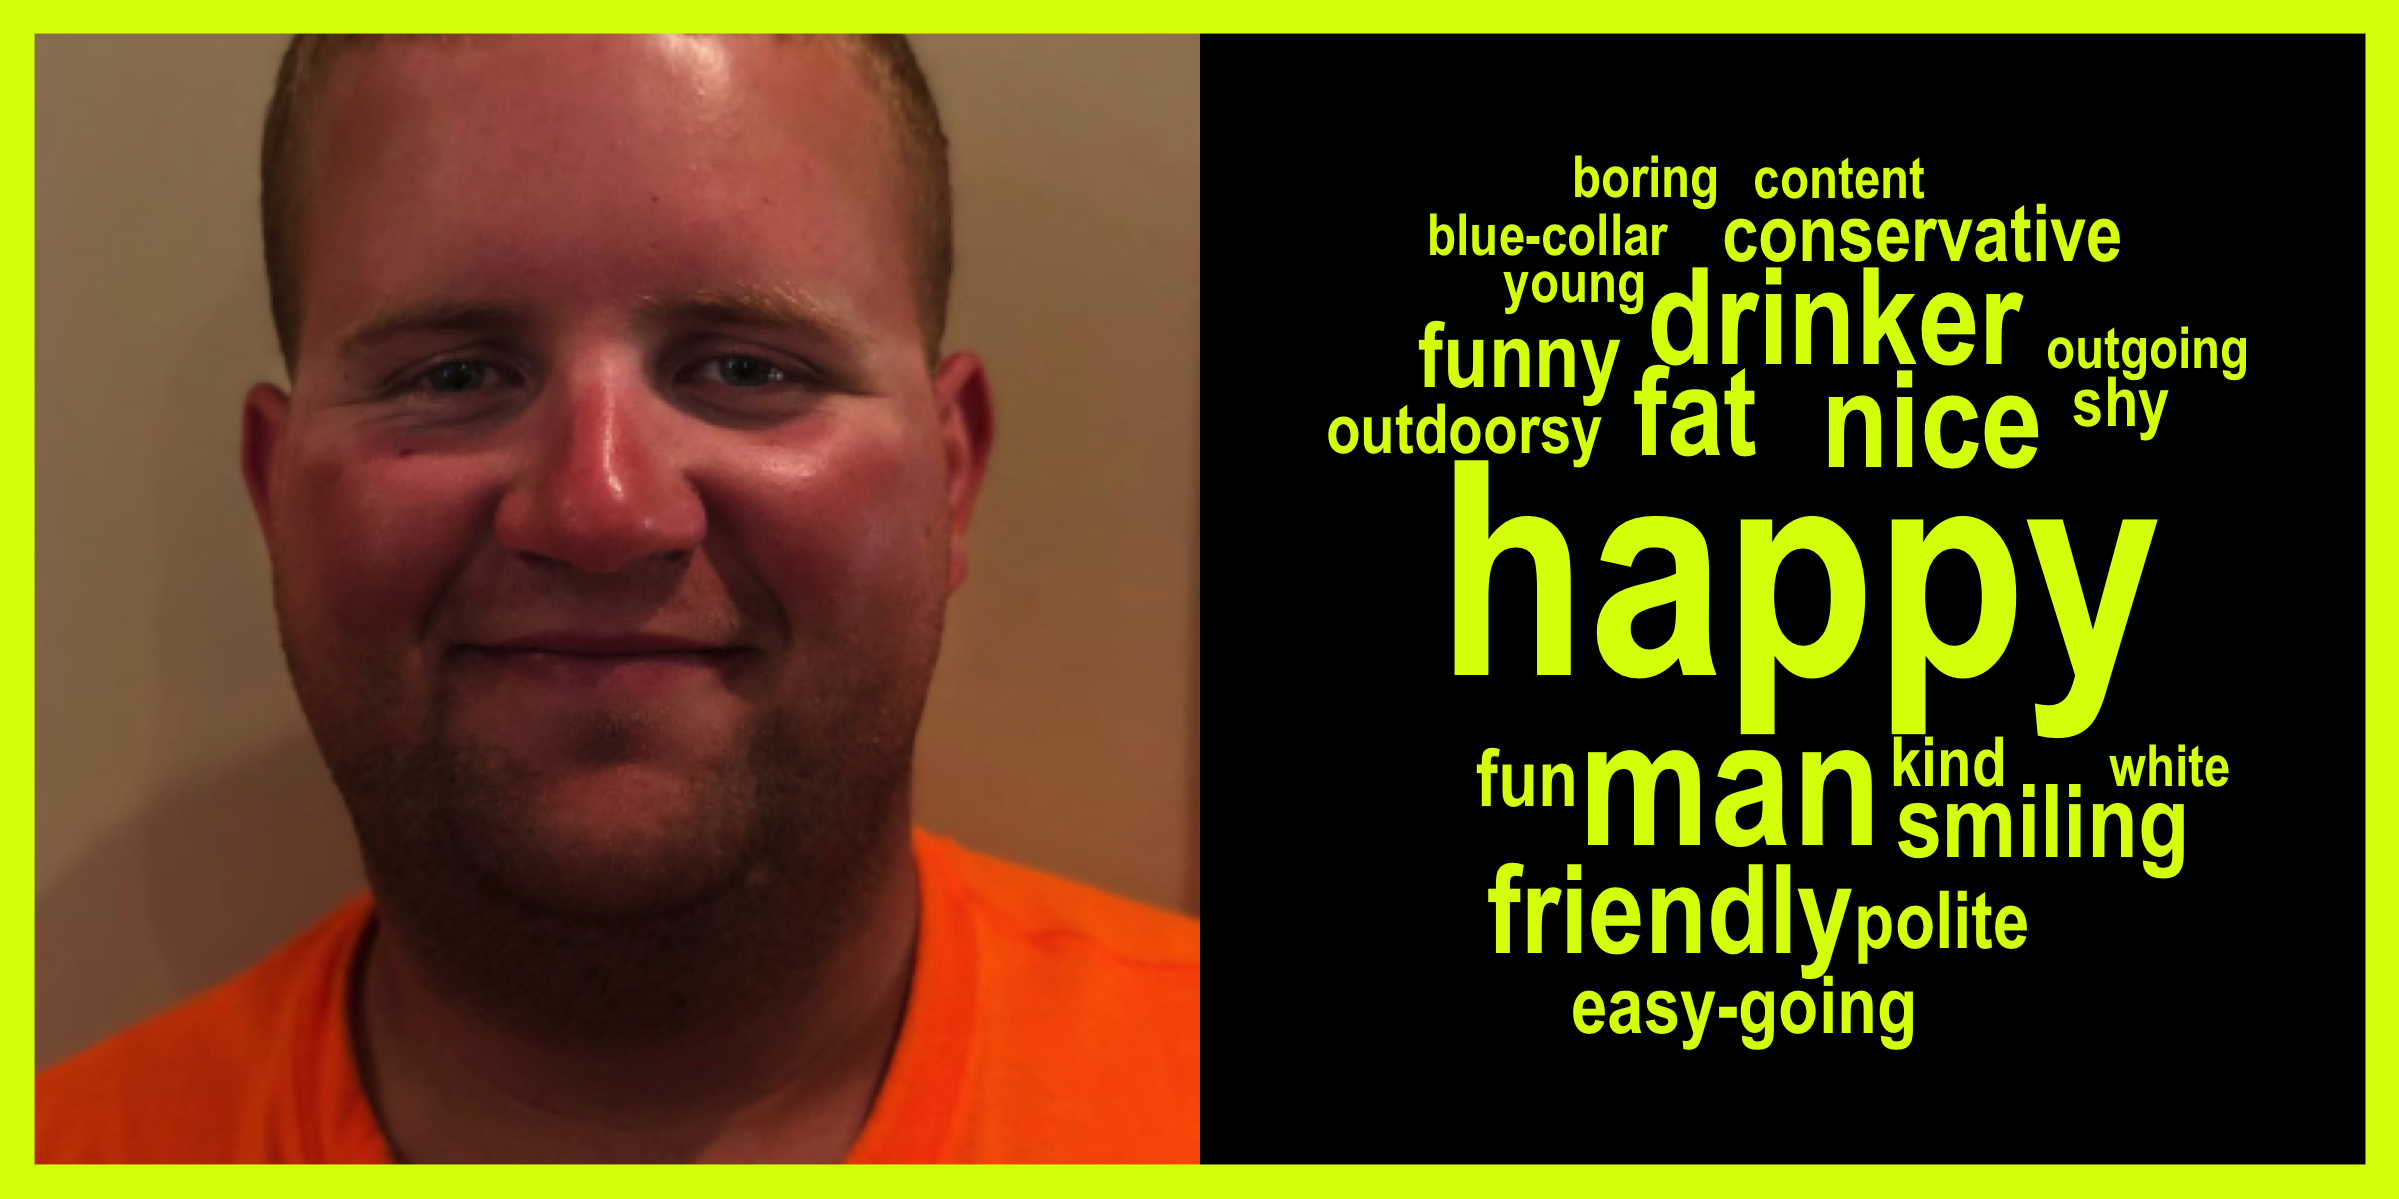 boring content
blue-collar conservative
young drinker
funny outgoing
outdoorsy fat nice shy
happy
fun man kind white
smiling
friendly polite
easy-going